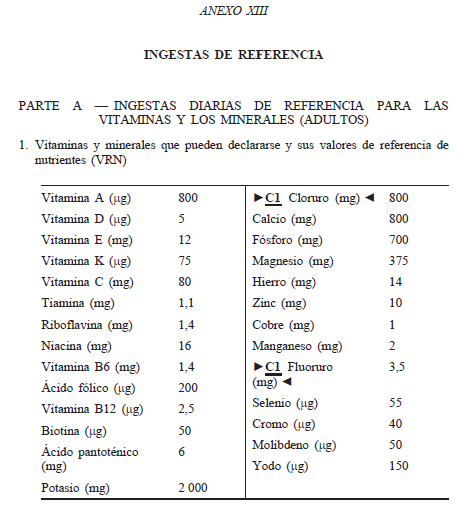 ANEXO XIII
INGESTAS DE REFERENCIA
PARTE A — INGESTAS DIARIAS DE REFERENCIA PARA LAS
VITAMINAS Y LOS MINERALES (ADULTOS)
1. Vitaminas y minerales que pueden declararse y sus valores de referencia de
nutrientes (VRN)
Vitamina A (μg) 800
Vitamina D (μg) 5
Vitamina E (mg) 12
Vitamina K (μg) 75
Vitamina C (mg) 80
Tiamina (mg) 1,1
Riboflavina (mg) 1,4
Niacina (mg) 16
Vitamina B6 (mg) 1,4
Ácido fólico (μg) 200
Vitamina B12 (μg) 2,5
Biotina (μg) 50
Ácido pantoténico 6
(mg)
Potasio (mg) 2 000
►C1 Cloruro (mg) ◄ 800
Calcio (mg) 800
Fósforo (mg) 700
Magnesio (mg) 375
Hierro (mg) 14
Zinc (mg) 10
Cobre (mg) 1
Manganeso (mg) 2
►C1 Fluoruro 3,5
(mg) ◄
Selenio (μg) 55
Cromo (μg) 40
Molibdeno (μg) 50
Yodo (μg) 150